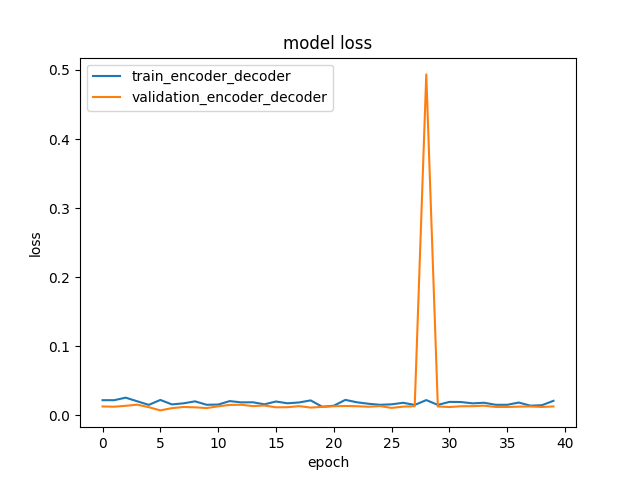 model loss
train_encoder_decoder
validation_encoder_decoder
0.5
0.4
0.3
0.2
0.1
0.0
loss
0 5 10 15 20 25 30 35 40
epoch